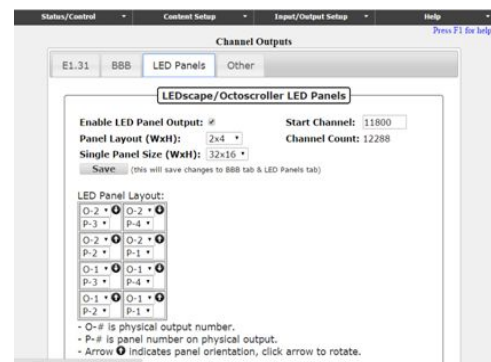 Status/Control Content Setup Input/Output Setup Help
Press F1 for help
Channel Outputs
E1.31 BBB LED Panels Other
LEDscape/Octoscroller LED Panels
Enable LED Panel Output: Start Channel: 11800
Panel Layout (WxH): 2x4 Channel Count: 12288
Single Panel Size (WxH): 32x16
Save (this will save changes to BBB tab & LED Panels tab)
LED Panel Layout:
O-2 O-2
P-3 P-4
O-2 O-2
P-2 P-1
O-1 O-1
P-3 P-4
O-1 O-1
P-2 P-1
- O-# is physical output number.
- P-# is panel number on physical output.
- Arrow indicates panel orientation, click arrow to rotate.